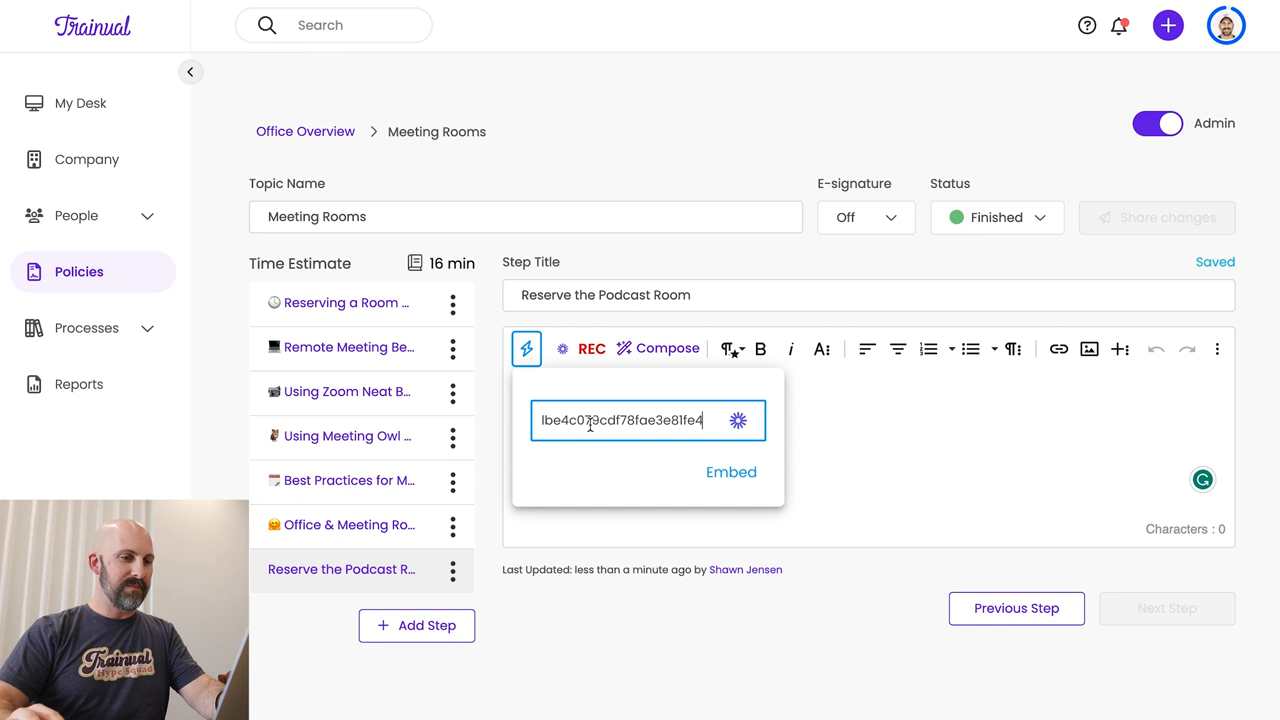 Trainual
Search
My Desk
Company
People
Policies
Processes
Reports
Office Overview > Meeting Rooms
Admin
Topic Name
Meeting Rooms
E-signature
Off
Status
Finished
Share changes
Time Estimate
16 min
Reserving a Room ...
Remote Meeting Be...
Using Zoom Neat B...
Using Meeting Owl ...
Best Practices for M...
Office & Meeting Ro...
Reserve the Podcast R...
+ Add Step
Step Title
Saved
Reserve the Podcast Room
REC Compose
lbe4c079cdf78fae3e81fe4
Embed
Characters : 0
Last Updated: less than a minute ago by Shawn Jensen
Previous Step
Next Step
Trainual
Hype Squad